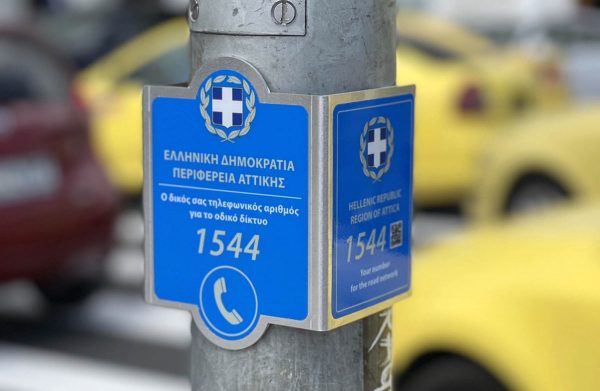 ΕΛΛΗΝΙΚΗ ΔΗΜΟΚΡΑΤΙΑ
ΠΕΡΙΦΕΡΕΙΑ ΑΤΤΙΚΗΣ
Ο δικός σας τηλεφωνικός αριθμός
για το οδικό δίκτυο
1544
HELLENIC REPUBLIC
REGION OF ATTICA
1544
Your number
for the road network